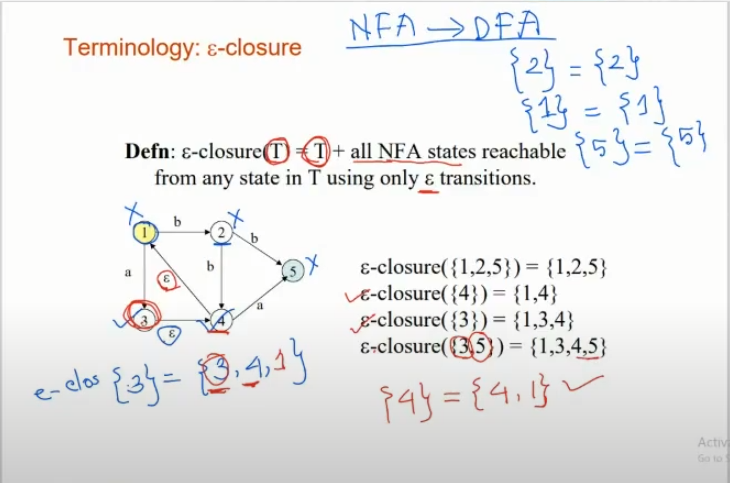 NFA → DFA
Terminology: ε-closure
{2} = {2}
{1} = {1}
{5} = {5}
Defn: ε-closure(T) = T + all NFA states reachable
from any state in T using only ε transitions.
1 b 2 b 5
a ε b a
3 ε 4
ε-closure({1,2,5}) = {1,2,5}
ε-closure({4}) = {1,4}
ε-closure({3}) = {1,3,4}
ε-closure({3,5}) = {1,3,4,5}
e-clos {3} = {3,4,1}
{4} = {4,1} ✓
Activ
Go to S